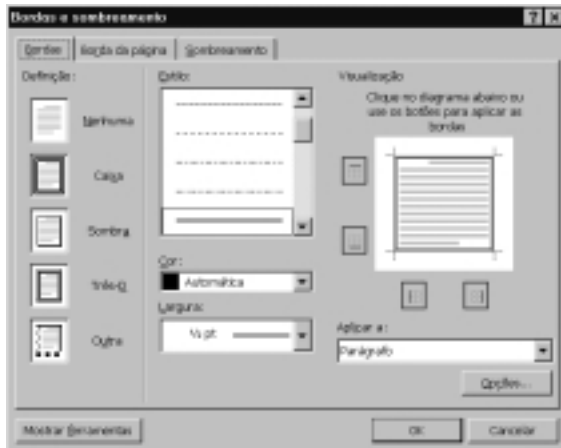 Bordas e sombreamento
Bordas
Borda da página
Sombreamento
Definição:
Nenhuma
Caixa
Sombra
Três-D
Outra
Estilo:
Cor:
Automática
Largura:
½ pt
Visualização
Clique no diagrama abaixo ou
use os botões para aplicar as
bordas
Aplicar a:
Parágrafo
Opções...
Mostrar ferramentas
OK
Cancelar